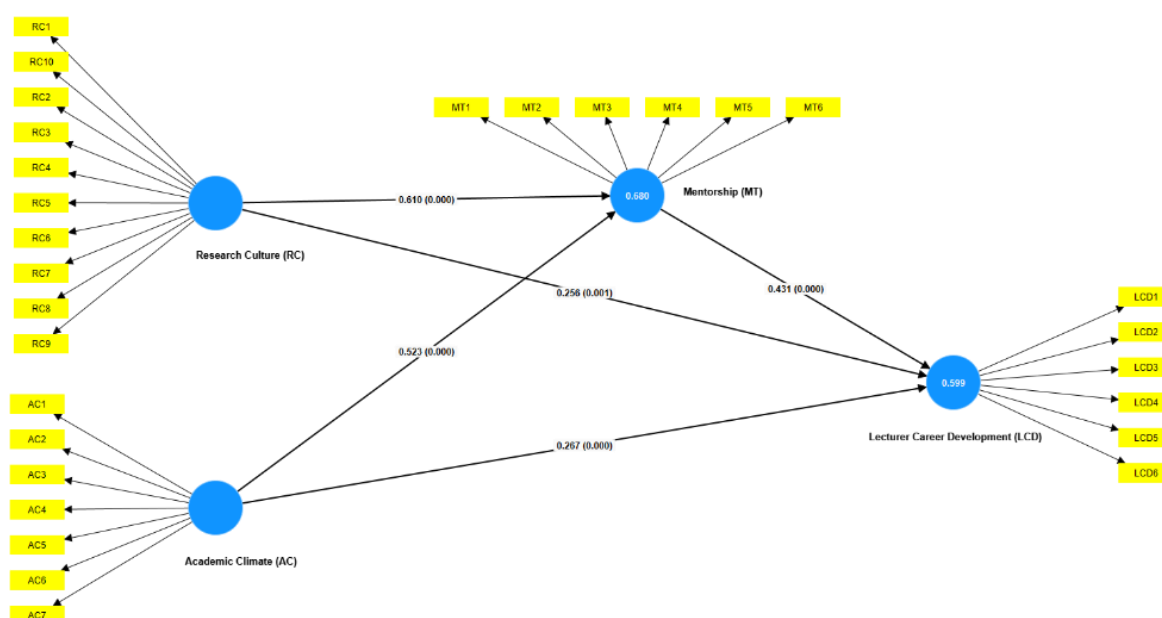 RC1
RC10
RC2
RC3
RC4
RC5
RC6
RC7
RC8
RC9
Research Culture (RC)
MT1 MT2 MT3 MT4 MT5 MT6
0.680
Mentorship (MT)
0.610 (0.000)
0.256 (0.001)
0.431 (0.000)
0.523 (0.000)
0.267 (0.000)
LCD1
LCD2
LCD3
LCD4
LCD5
LCD6
0.599
Lecturer Career Development (LCD)
AC1
AC2
AC3
AC4
AC5
AC6
AC7
Academic Climate (AC)